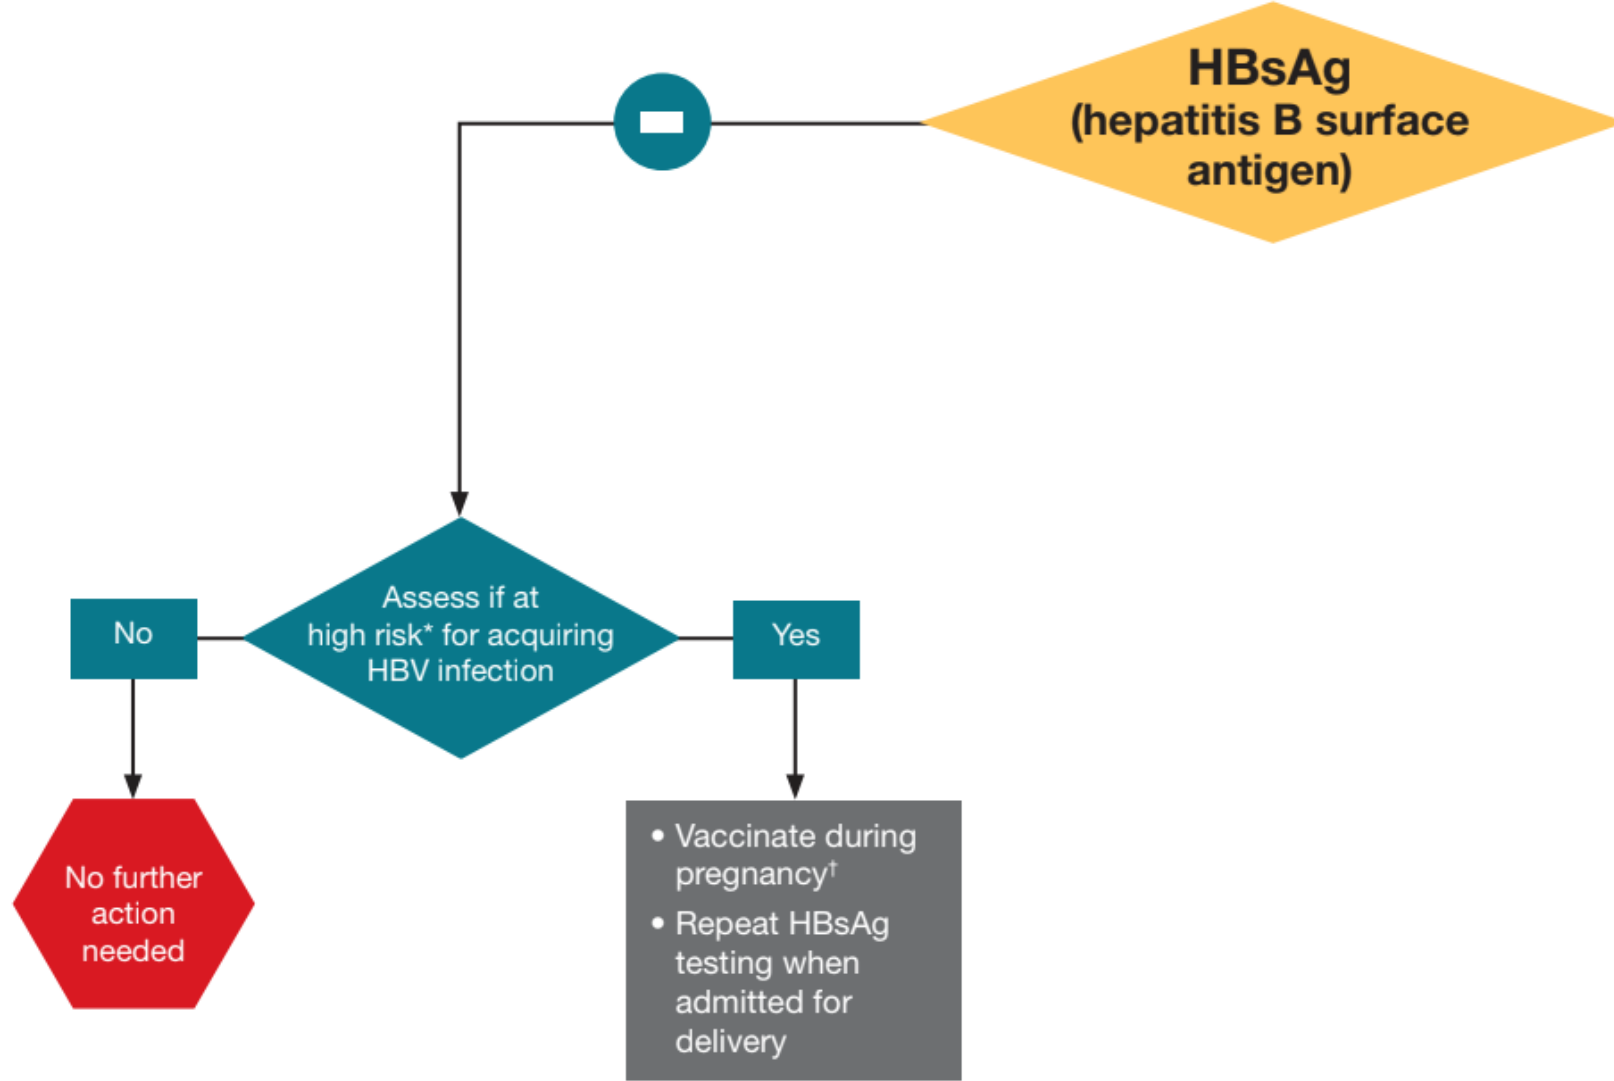 HBsAg
(hepatitis B surface
antigen)
Assess if at
high risk* for acquiring
HBV infection
No
Yes
No further
action
needed
• Vaccinate during
pregnancy†
• Repeat HBsAg
testing when
admitted for
delivery